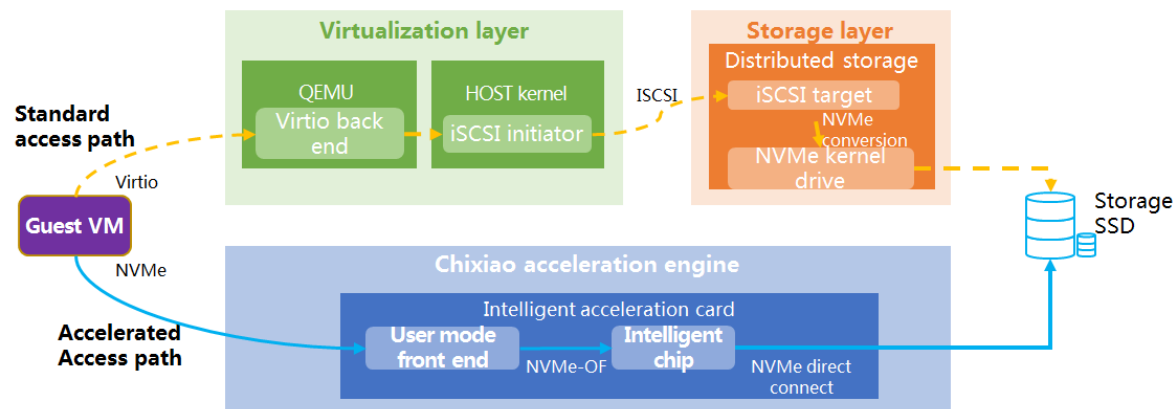 Virtualization layer
Storage layer
QEMU
Virtio back
end
HOST kernel
iSCSI initiator
ISCSI
Distributed storage
iSCSI target
NVMe
conversion
NVMe kernel
drive
Standard
access path
Virtio
Guest VM
NVMe
Accelerated
Access path
Storage
SSD
Chixiao acceleration engine
Intelligent acceleration card
User mode
front end
NVMe-OF
Intelligent
chip
NVMe direct
connect